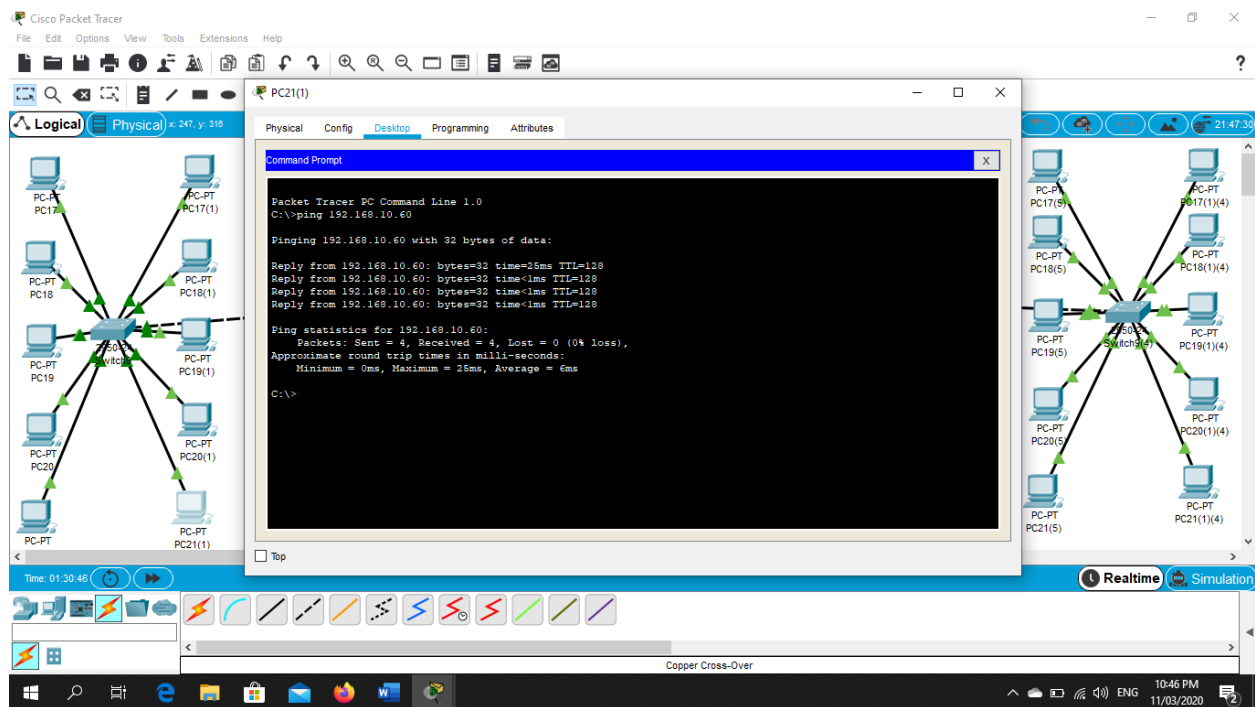 Cisco Packet Tracer
File Edit Options View Tools Extensions Help
?
PC21(1)
Logical
Physical
x: 247, y: 316
21:47:30
Physical Config Desktop Programming Attributes
Command Prompt
X
Packet Tracer PC Command Line 1.0
C:\>ping 192.168.10.60
Pinging 192.168.10.60 with 32 bytes of data:
Reply from 192.168.10.60: bytes=32 time=25ms TTL=128
Reply from 192.168.10.60: bytes=32 time<1ms TTL=128
Reply from 192.168.10.60: bytes=32 time<1ms TTL=128
Reply from 192.168.10.60: bytes=32 time<1ms TTL=128
Ping statistics for 192.168.10.60:
Packets: Sent = 4, Received = 4, Lost = 0 (0% loss),
Approximate round trip times in milli-seconds:
Minimum = 0ms, Maximum = 25ms, Average = 6ms
C:\>
Top
PC-PT
PC17
PC-PT
PC17(1)
PC-PT
PC18
PC-PT
PC18(1)
PC-PT
PC19
PC-PT
PC19(1)
PC-PT
PC20
PC-PT
PC20(1)
PC-PT
PC-PT
PC21(1)
PC-PT
PC-PT
PC17(1)(4)
PC-PT
PC18(5)
PC-PT
PC18(1)(4)
PC-PT
PC19(5)
Switch9(4)
PC-PT
PC19(1)(4)
PC-PT
PC20(5)
PC-PT
PC20(1)(4)
PC-PT
PC21(5)
PC-PT
PC21(1)(4)
Time: 01:30:46
Realtime
Simulation
Copper Cross-Over
ENG
10:46 PM
11/03/2020
2